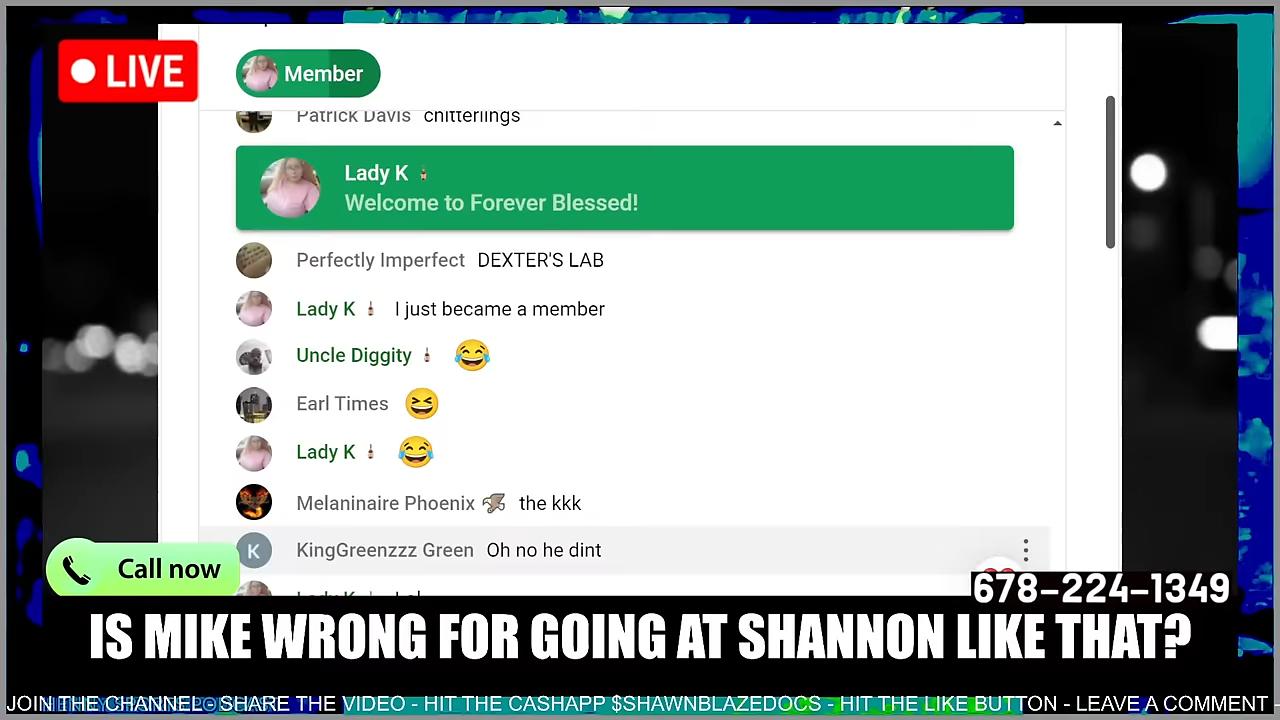 LIVE
Member
Patrick Davis chitterlings
Lady K
Welcome to Forever Blessed!
Perfectly Imperfect DEXTER'S LAB
Lady K I just became a member
Uncle Diggity 😂
Earl Times 😆
Lady K 😂
Melaninaire Phoenix the kkk
K KingGreenzzz Green Oh no he dint
Lady K Lol
Call now
678-224-1349
IS MIKE WRONG FOR GOING AT SHANNON LIKE THAT?
JOIN THE CHANNEL - SHARE THE VIDEO - HIT THE CASHAPP $SHAWNBLAZEDOCS - HIT THE LIKE BUTTON - LEAVE A COMMENT